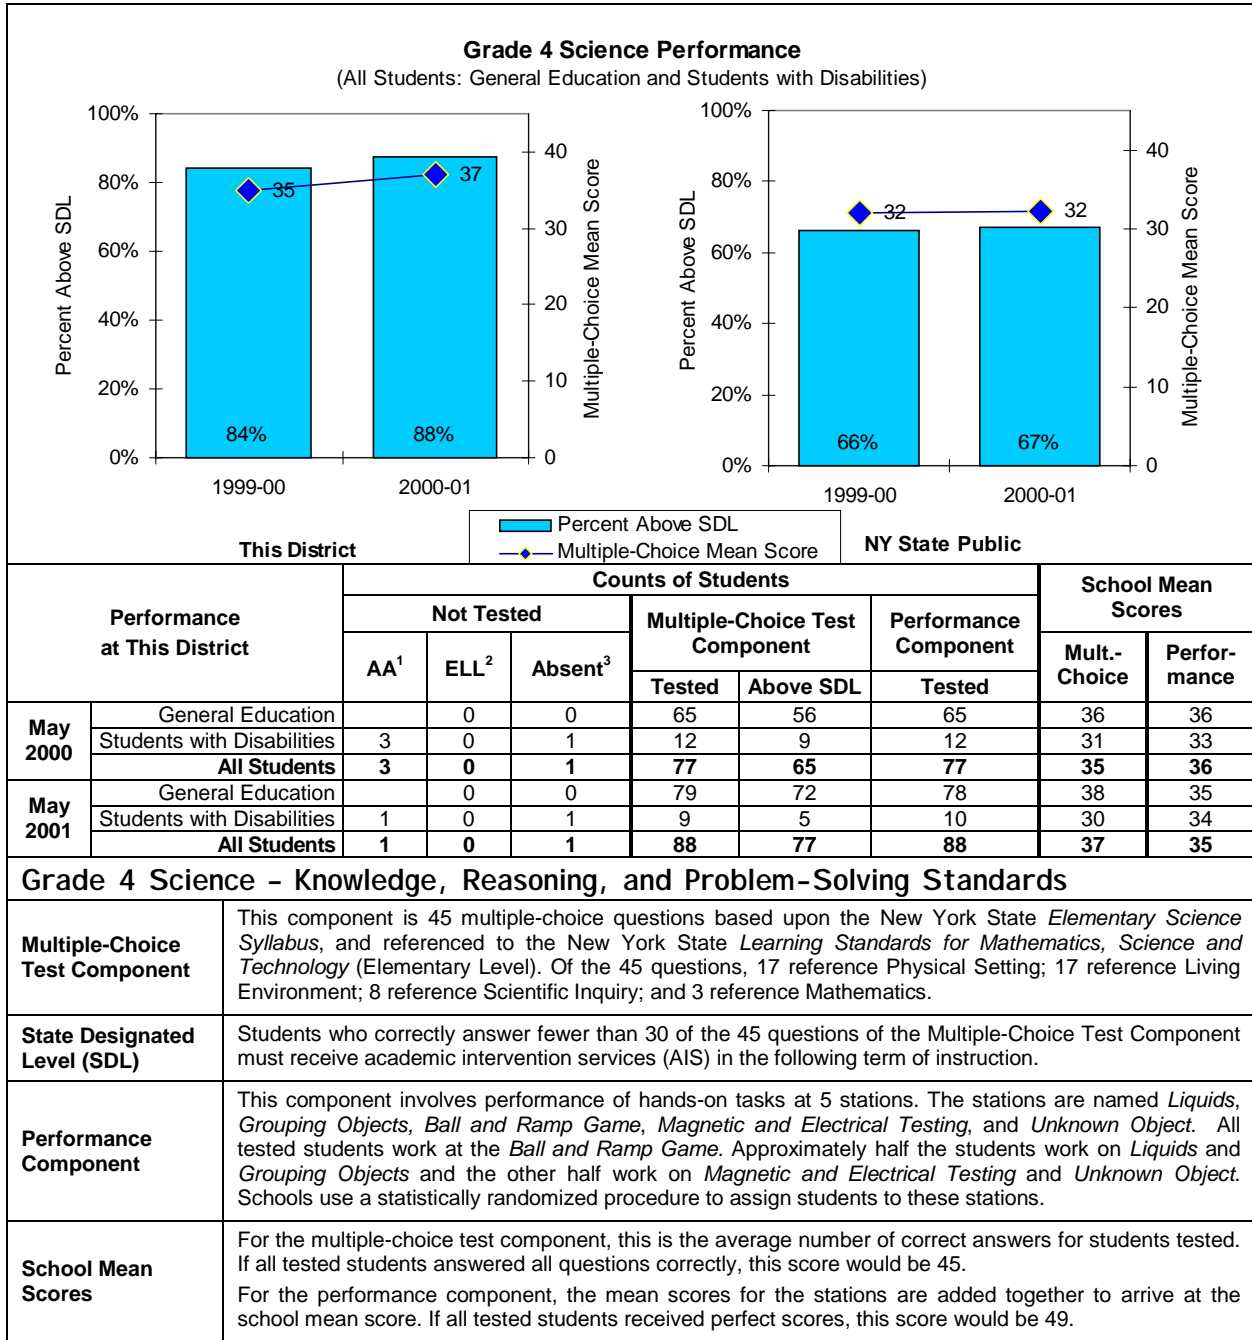 Grade 4 Science Performance
(All Students: General Education and Students with Disabilities)
100%
80%
60%
40%
20%
0%
Percent Above SDL
40
30
20
10
0
Multiple-Choice Mean Score
35
37
84%
88%
1999-00
2000-01
This District
100%
80%
60%
40%
20%
0%
Percent Above SDL
40
30
20
10
0
Multiple-Choice Mean Score
32
32
66%
67%
1999-00
2000-01
NY State Public
Percent Above SDL
Multiple-Choice Mean Score
Performance
at This District
Counts of Students
School Mean
Scores
Not Tested
Multiple-Choice Test
Component
Performance
Component
AA1 ELL2 Absent3
Tested Above SDL Tested
Mult.-
Choice
Perfor-
mance
May
2000
General Education 0 0 65 56 65 36 36
Students with Disabilities 3 0 1 12 9 12 31 33
All Students 3 0 1 77 65 77 35 36
May
2001
General Education 0 0 79 72 78 38 35
Students with Disabilities 1 0 1 9 5 10 30 34
All Students 1 0 1 88 77 88 37 35
Grade 4 Science – Knowledge, Reasoning, and Problem-Solving Standards
Multiple-Choice
Test Component
This component is 45 multiple-choice questions based upon the New York State Elementary Science
Syllabus, and referenced to the New York State Learning Standards for Mathematics, Science and
Technology (Elementary Level). Of the 45 questions, 17 reference Physical Setting; 17 reference Living
Environment; 8 reference Scientific Inquiry; and 3 reference Mathematics.
State Designated
Level (SDL)
Students who correctly answer fewer than 30 of the 45 questions of the Multiple-Choice Test Component
must receive academic intervention services (AIS) in the following term of instruction.
Performance
Component
This component involves performance of hands-on tasks at 5 stations. The stations are named Liquids,
Grouping Objects, Ball and Ramp Game, Magnetic and Electrical Testing, and Unknown Object. All
tested students work at the Ball and Ramp Game. Approximately half the students work on Liquids and
Grouping Objects and the other half work on Magnetic and Electrical Testing and Unknown Object.
Schools use a statistically randomized procedure to assign students to these stations.
School Mean
Scores
For the multiple-choice test component, this is the average number of correct answers for students tested.
If all tested students answered all questions correctly, this score would be 45.
For the performance component, the mean scores for the stations are added together to arrive at the
school mean score. If all tested students received perfect scores, this score would be 49.